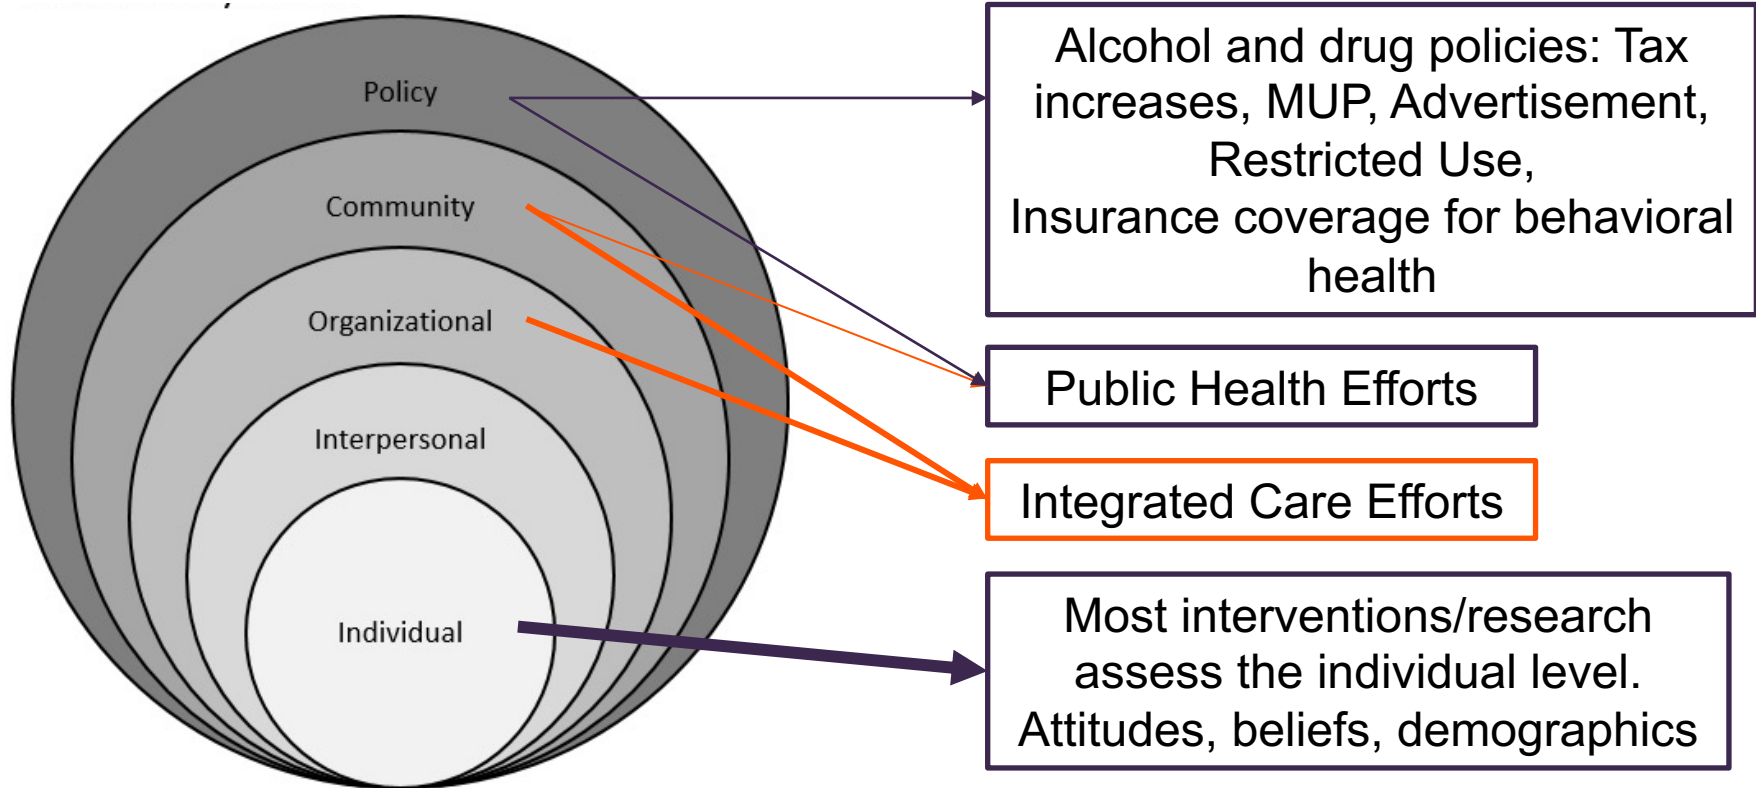 Policy
Community
Organizational
Interpersonal
Individual
Alcohol and drug policies: Tax
increases, MUP, Advertisement,
Restricted Use,
Insurance coverage for behavioral
health
Public Health Efforts
Integrated Care Efforts
Most interventions/research
assess the individual level.
Attitudes, beliefs, demographics